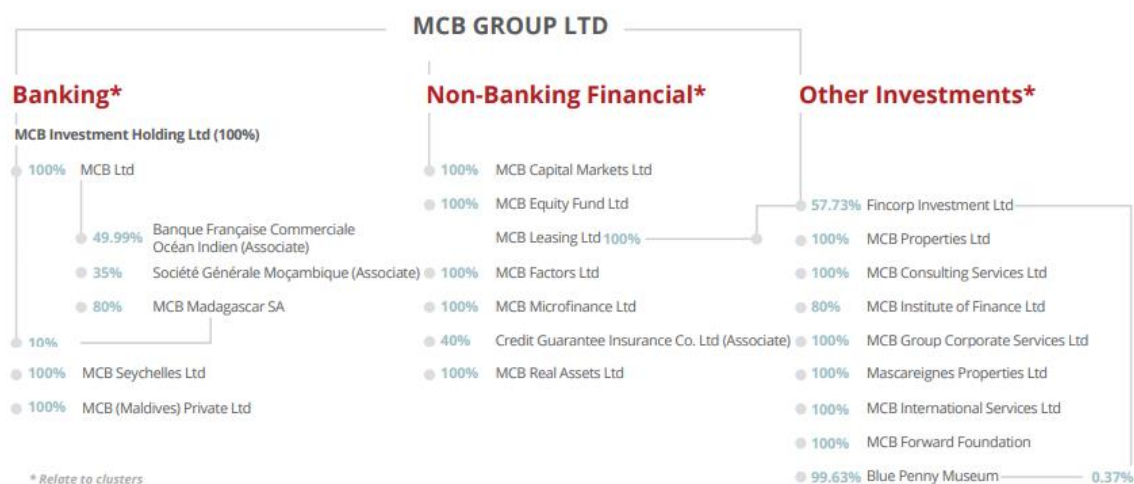 MCB GROUP LTD
Banking*
MCB Investment Holding Ltd (100%)
100% MCB Ltd
49.99% Banque Française Commerciale
Océan Indien (Associate)
35% Société Générale Moçambique (Associate)
80% MCB Madagascar SA
10%
100% MCB Seychelles Ltd
100% MCB (Maldives) Private Ltd
Non-Banking Financial*
100% MCB Capital Markets Ltd
100% MCB Equity Fund Ltd
MCB Leasing Ltd 100%
100% MCB Factors Ltd
100% MCB Microfinance Ltd
40% Credit Guarantee Insurance Co. Ltd (Associate)
100% MCB Real Assets Ltd
Other Investments*
57.73% Fincorp Investment Ltd
100% MCB Properties Ltd
100% MCB Consulting Services Ltd
80% MCB Institute of Finance Ltd
100% MCB Group Corporate Services Ltd
100% Mascareignes Properties Ltd
100% MCB International Services Ltd
100% MCB Forward Foundation
99.63% Blue Penny Museum 0.37%
* Relate to clusters